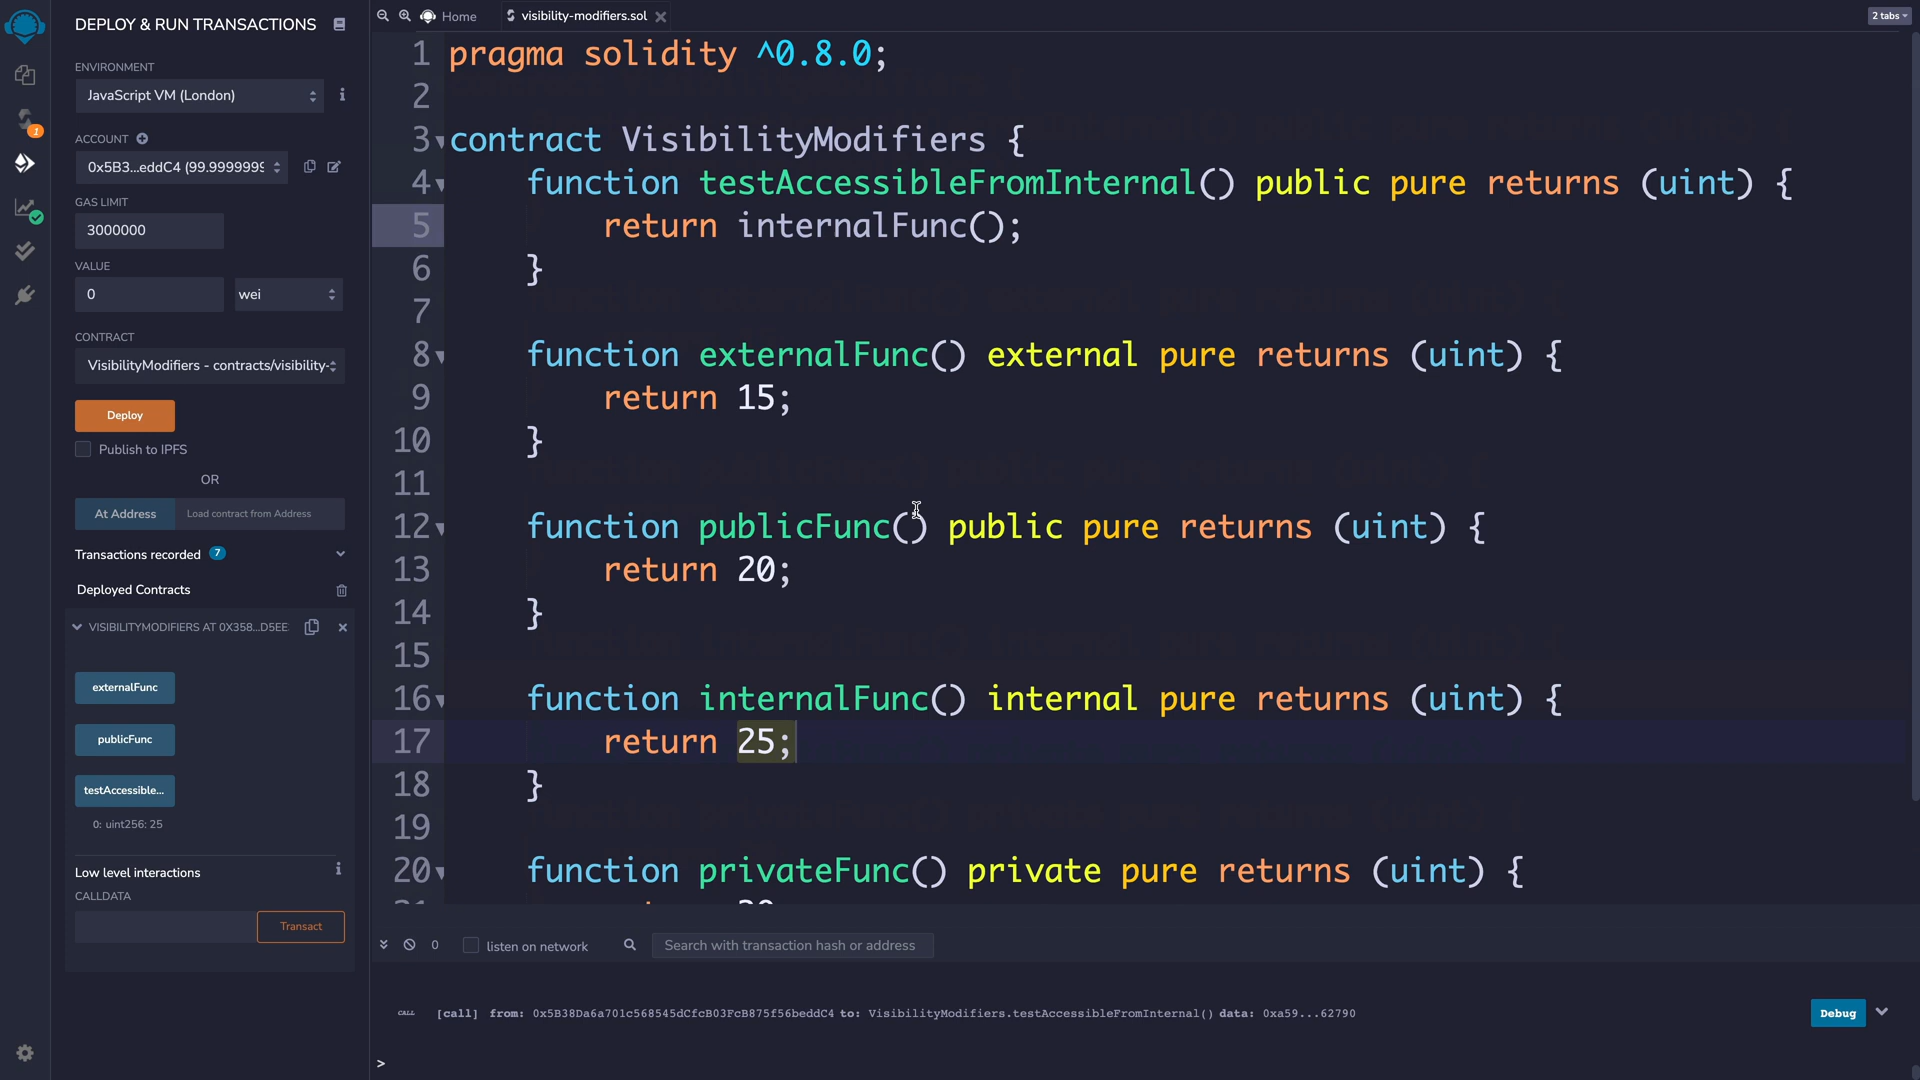 DEPLOY & RUN TRANSACTIONS
ENVIRONMENT
JavaScript VM (London)
ACCOUNT
0x5B3...eddC4 (99.9999999
GAS LIMIT
3000000
VALUE
0
wei
CONTRACT
VisibilityModifiers - contracts/visibility-
Deploy
Publish to IPFS
OR
At Address
Load contract from Address
Transactions recorded 7
Deployed Contracts
VISIBILITYMODIFIERS AT 0X358...D5EE
externalFunc
publicFunc
testAccessible...
0: uint256: 25
Low level interactions
CALLDATA
Transact
1
Home
visibility-modifiers.sol
2 tabs
1 pragma solidity ^0.8.0;
2
3 contract VisibilityModifiers {
4 function testAccessibleFromInternal() public pure returns (uint) {
5 return internalFunc();
6 }
7
8 function externalFunc() external pure returns (uint) {
9 return 15;
10 }
11
12 function publicFunc() public pure returns (uint) {
13 return 20;
14 }
15
16 function internalFunc() internal pure returns (uint) {
17 return 25;
18 }
19
20 function privateFunc() private pure returns (uint) {
0
listen on network
Search with transaction hash or address
CALL [call] from: 0x5B38Da6a701c568545dCfcB03FcB875f56beddC4 to: VisibilityModifiers.testAccessibleFromInternal() data: 0xa59...62790
Debug
>